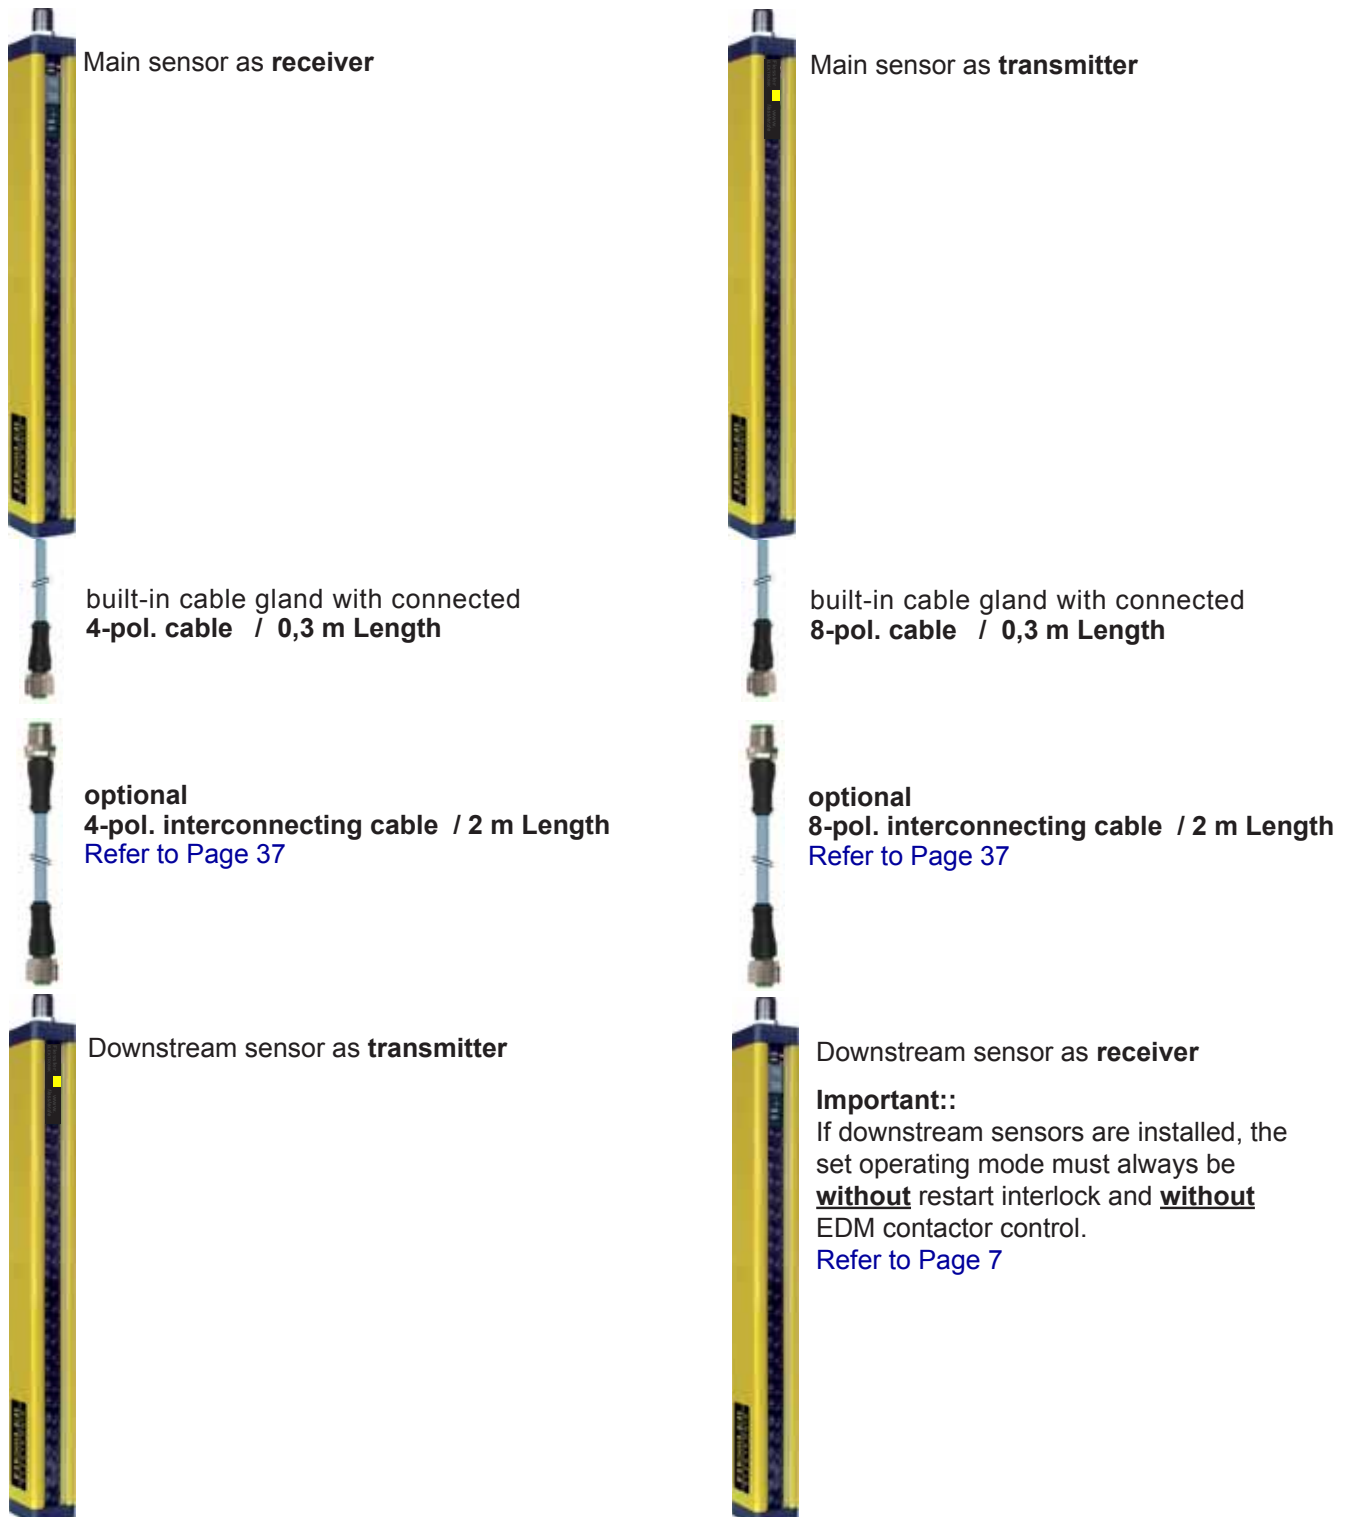 Main sensor as receiver
built-in cable gland with connected
4-pol. cable / 0,3 m Length
optional
4-pol. interconnecting cable / 2 m Length
Refer to Page 37
Downstream sensor as transmitter
Main sensor as transmitter
built-in cable gland with connected
8-pol. cable / 0,3 m Length
optional
8-pol. interconnecting cable / 2 m Length
Refer to Page 37
Downstream sensor as receiver
Important::
If downstream sensors are installed, the
set operating mode must always be
without restart interlock and without
EDM contactor control.
Refer to Page 7